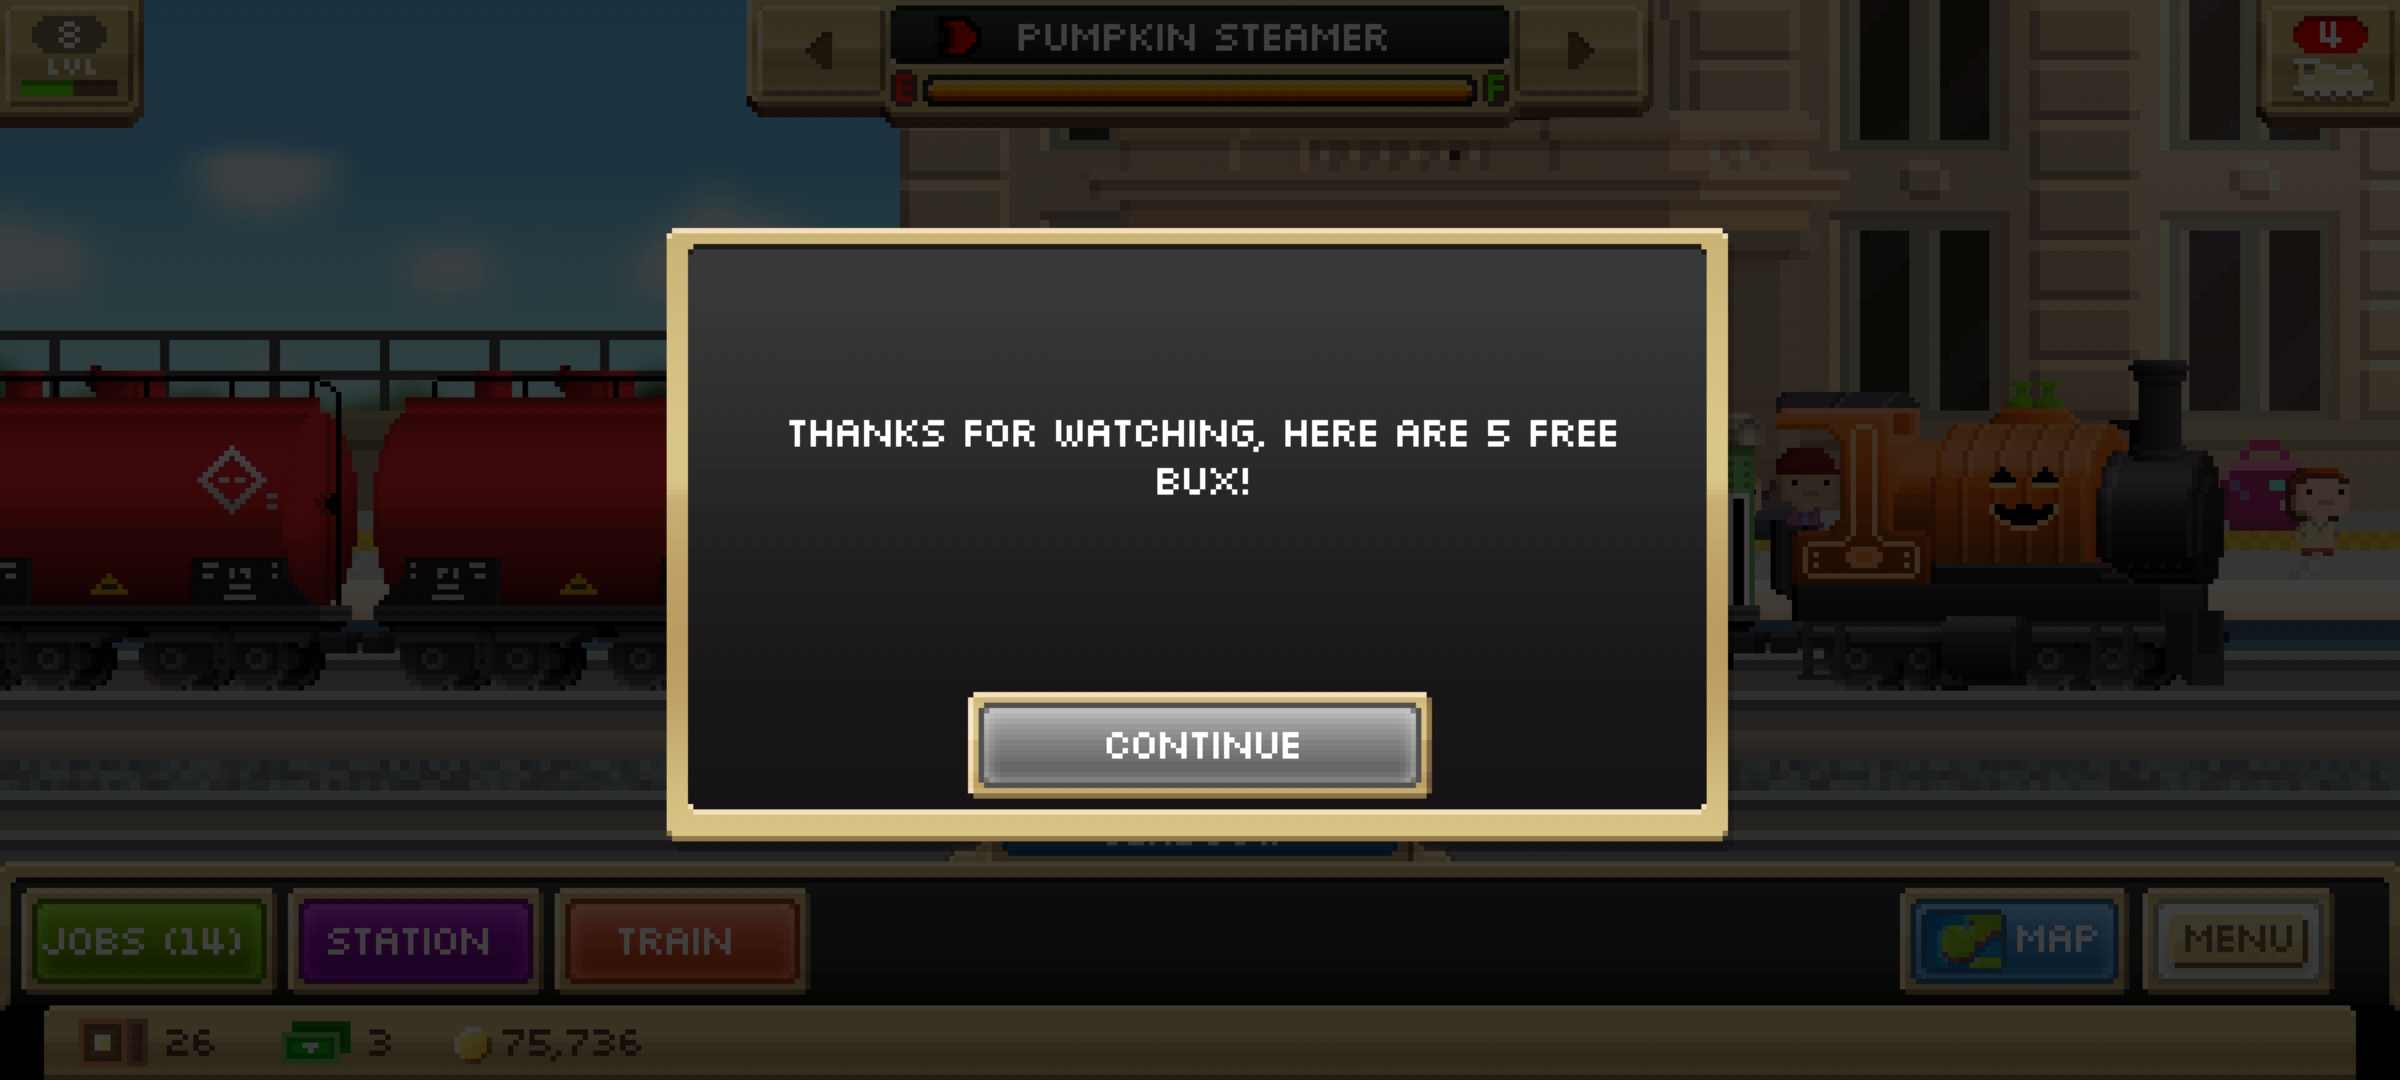 8
LVL
PUMPKIN STEAMER
E F
4
THANKS FOR WATCHING, HERE ARE 5 FREE
BUX!
CONTINUE
JOBS (14)
STATION
TRAIN
MAP
MENU
26
3
75,736